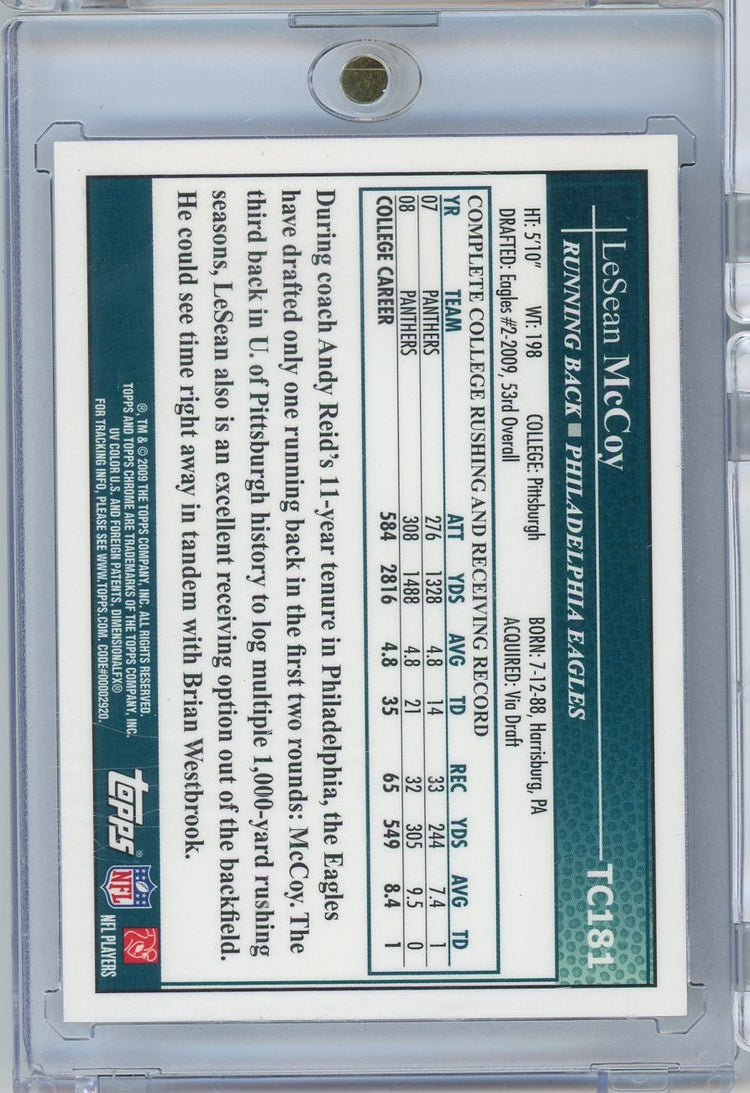 LeSean McCoy
TC181
RUNNING BACK ■ PHILADELPHIA EAGLES
HT: 5'10" WT: 198 COLLEGE: Pittsburgh BORN: 7-12-88, Harrisburg, PA
DRAFTED: Eagles #2-2009, 53rd Overall ACQUIRED: Via Draft
COMPLETE COLLEGE RUSHING AND RECEIVING RECORD
YR TEAM ATT YDS AVG TD REC YDS AVG TD
07 PANTHERS 276 1328 4.8 14 33 244 7.4 1
08 PANTHERS 308 1488 4.8 21 32 305 9.5 0
COLLEGE CAREER 584 2816 4.8 35 65 549 8.4 1
During coach Andy Reid's 11-year tenure in Philadelphia, the Eagles
have drafted only one running back in the first two rounds: McCoy. The
third back in U. of Pittsburgh history to log multiple 1,000-yard rushing
seasons, LeSean also is an excellent receiving option out of the backfield.
He could see time right away in tandem with Brian Westbrook.
®, TM & © 2009 THE TOPPS COMPANY, INC. ALL RIGHTS RESERVED.
TOPPS AND TOPPS CHROME ARE TRADEMARKS OF THE TOPPS COMPANY, INC.
UV COLOR U.S. AND FOREIGN PATENTS, DIMENSIONALFX®
FOR TRACKING INFO, PLEASE SEE WWW.TOPPS.COM. CODE#00002920.
topps®
NFL
NFL PLAYERS